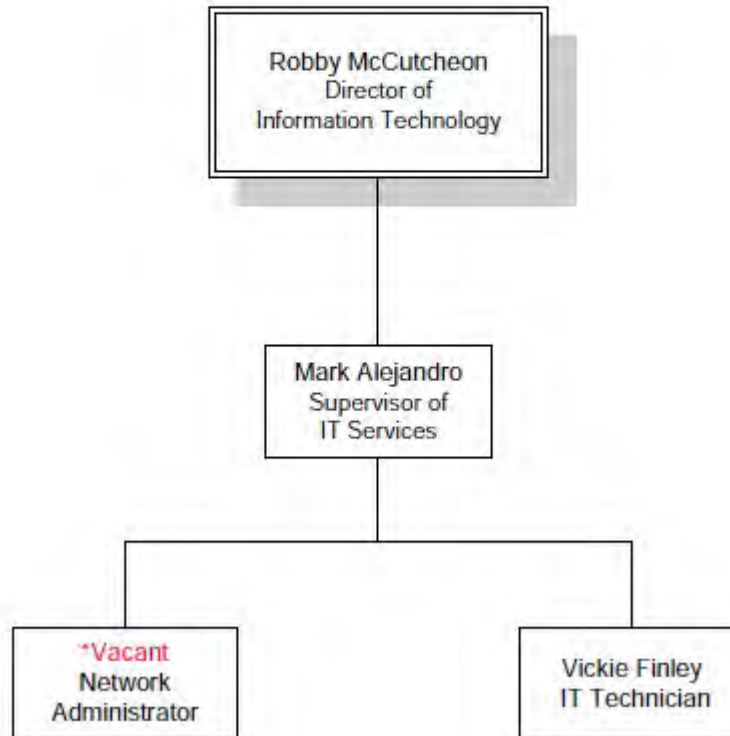 Robby McCutcheon
Director of
Information Technology
Mark Alejandro
Supervisor of
IT Services
*Vacant
Network
Administrator
Vickie Finley
IT Technician